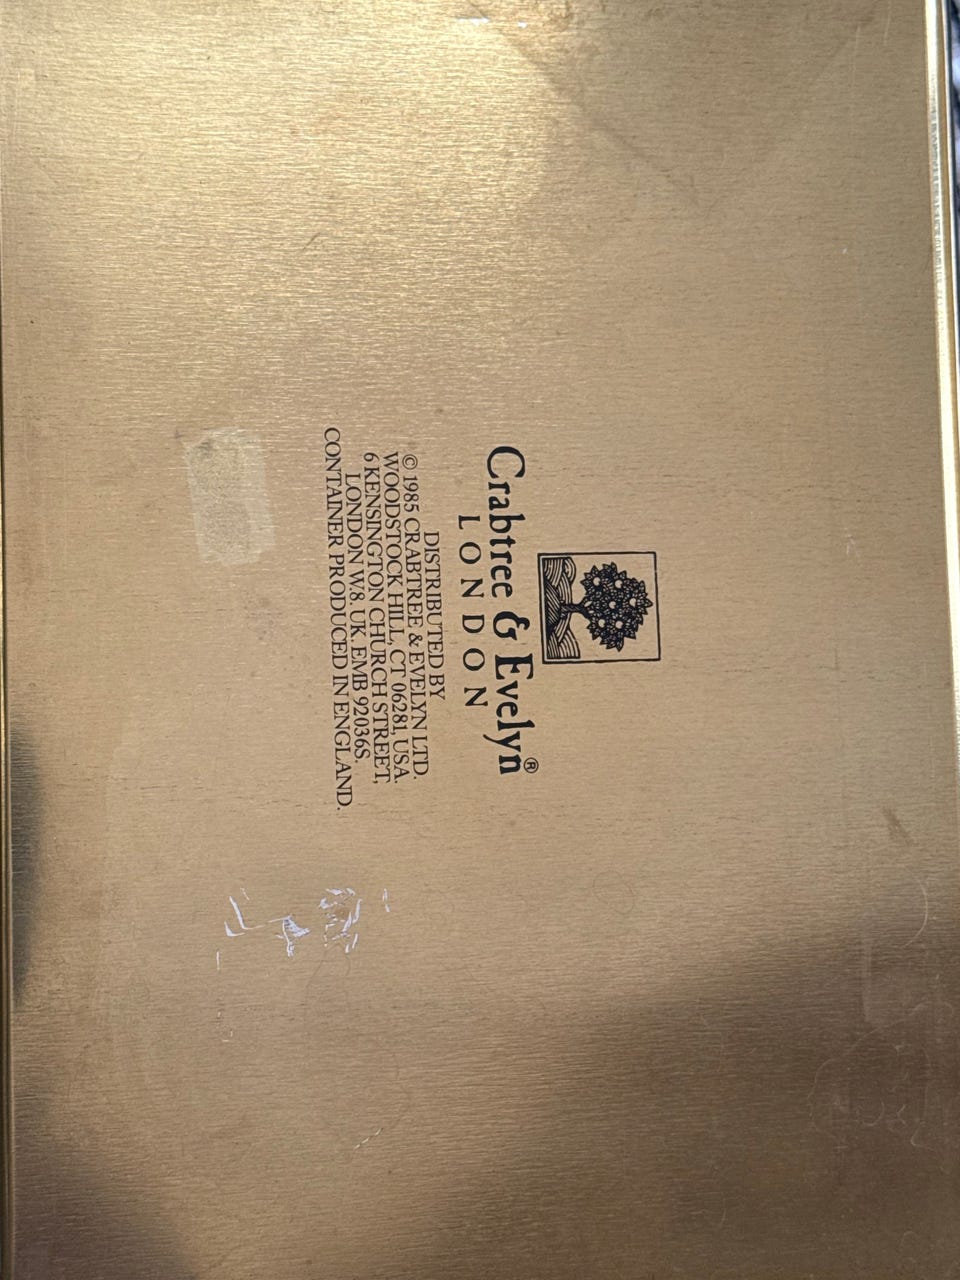 Crabtree & Evelyn®
LONDON
DISTRIBUTED BY
© 1985 CRABTREE & EVELYN LTD.
WOODSTOCK HILL, CT 06281, USA.
6 KENSINGTON CHURCH STREET,
LONDON W.8. UK. EMB 92036S.
CONTAINER PRODUCED IN ENGLAND.